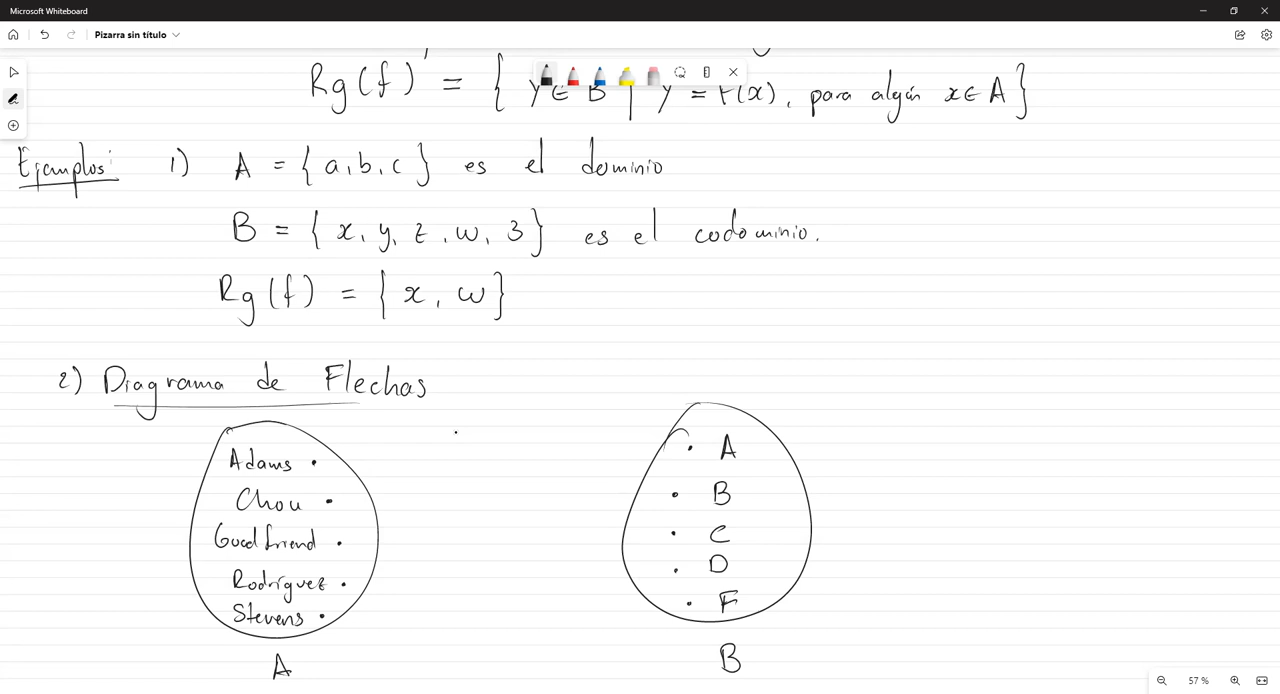 Microsoft Whiteboard
Pizarra sin título
Rg(f) = { y ∈ B | y = f(x), para algún x ∈ A }
Ejemplos: 1) A = { a, b, c } es el dominio
B = { x, y, z, w, 3 } es el codominio.
Rg(f) = { x, w }
2) Diagrama de Flechas
Adams · · A
Chou · · B
Goodfriend · · C
Rodríguez · · D
Stevens · · F
A B
57 %